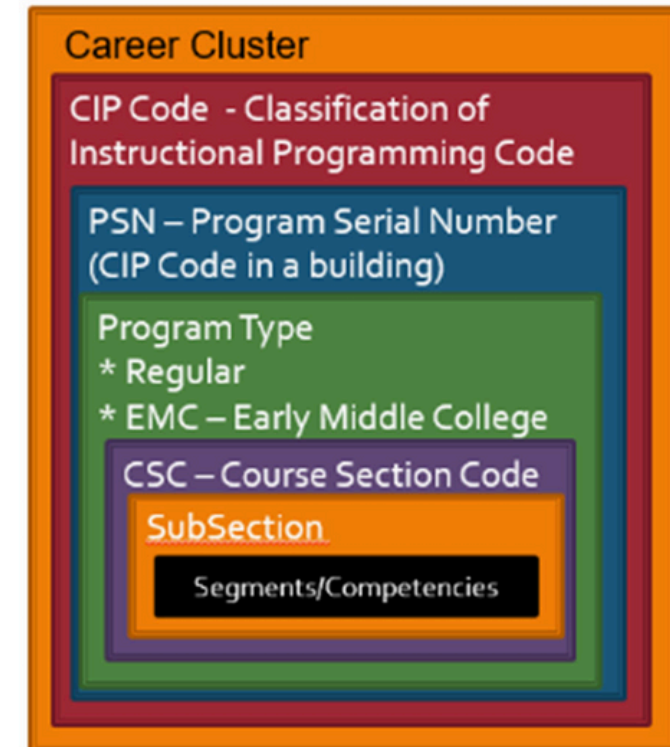 Career Cluster
CIP Code - Classification of
Instructional Programming Code
PSN – Program Serial Number
(CIP Code in a building)
Program Type
* Regular
* EMC – Early Middle College
CSC – Course Section Code
SubSection
Segments/Competencies